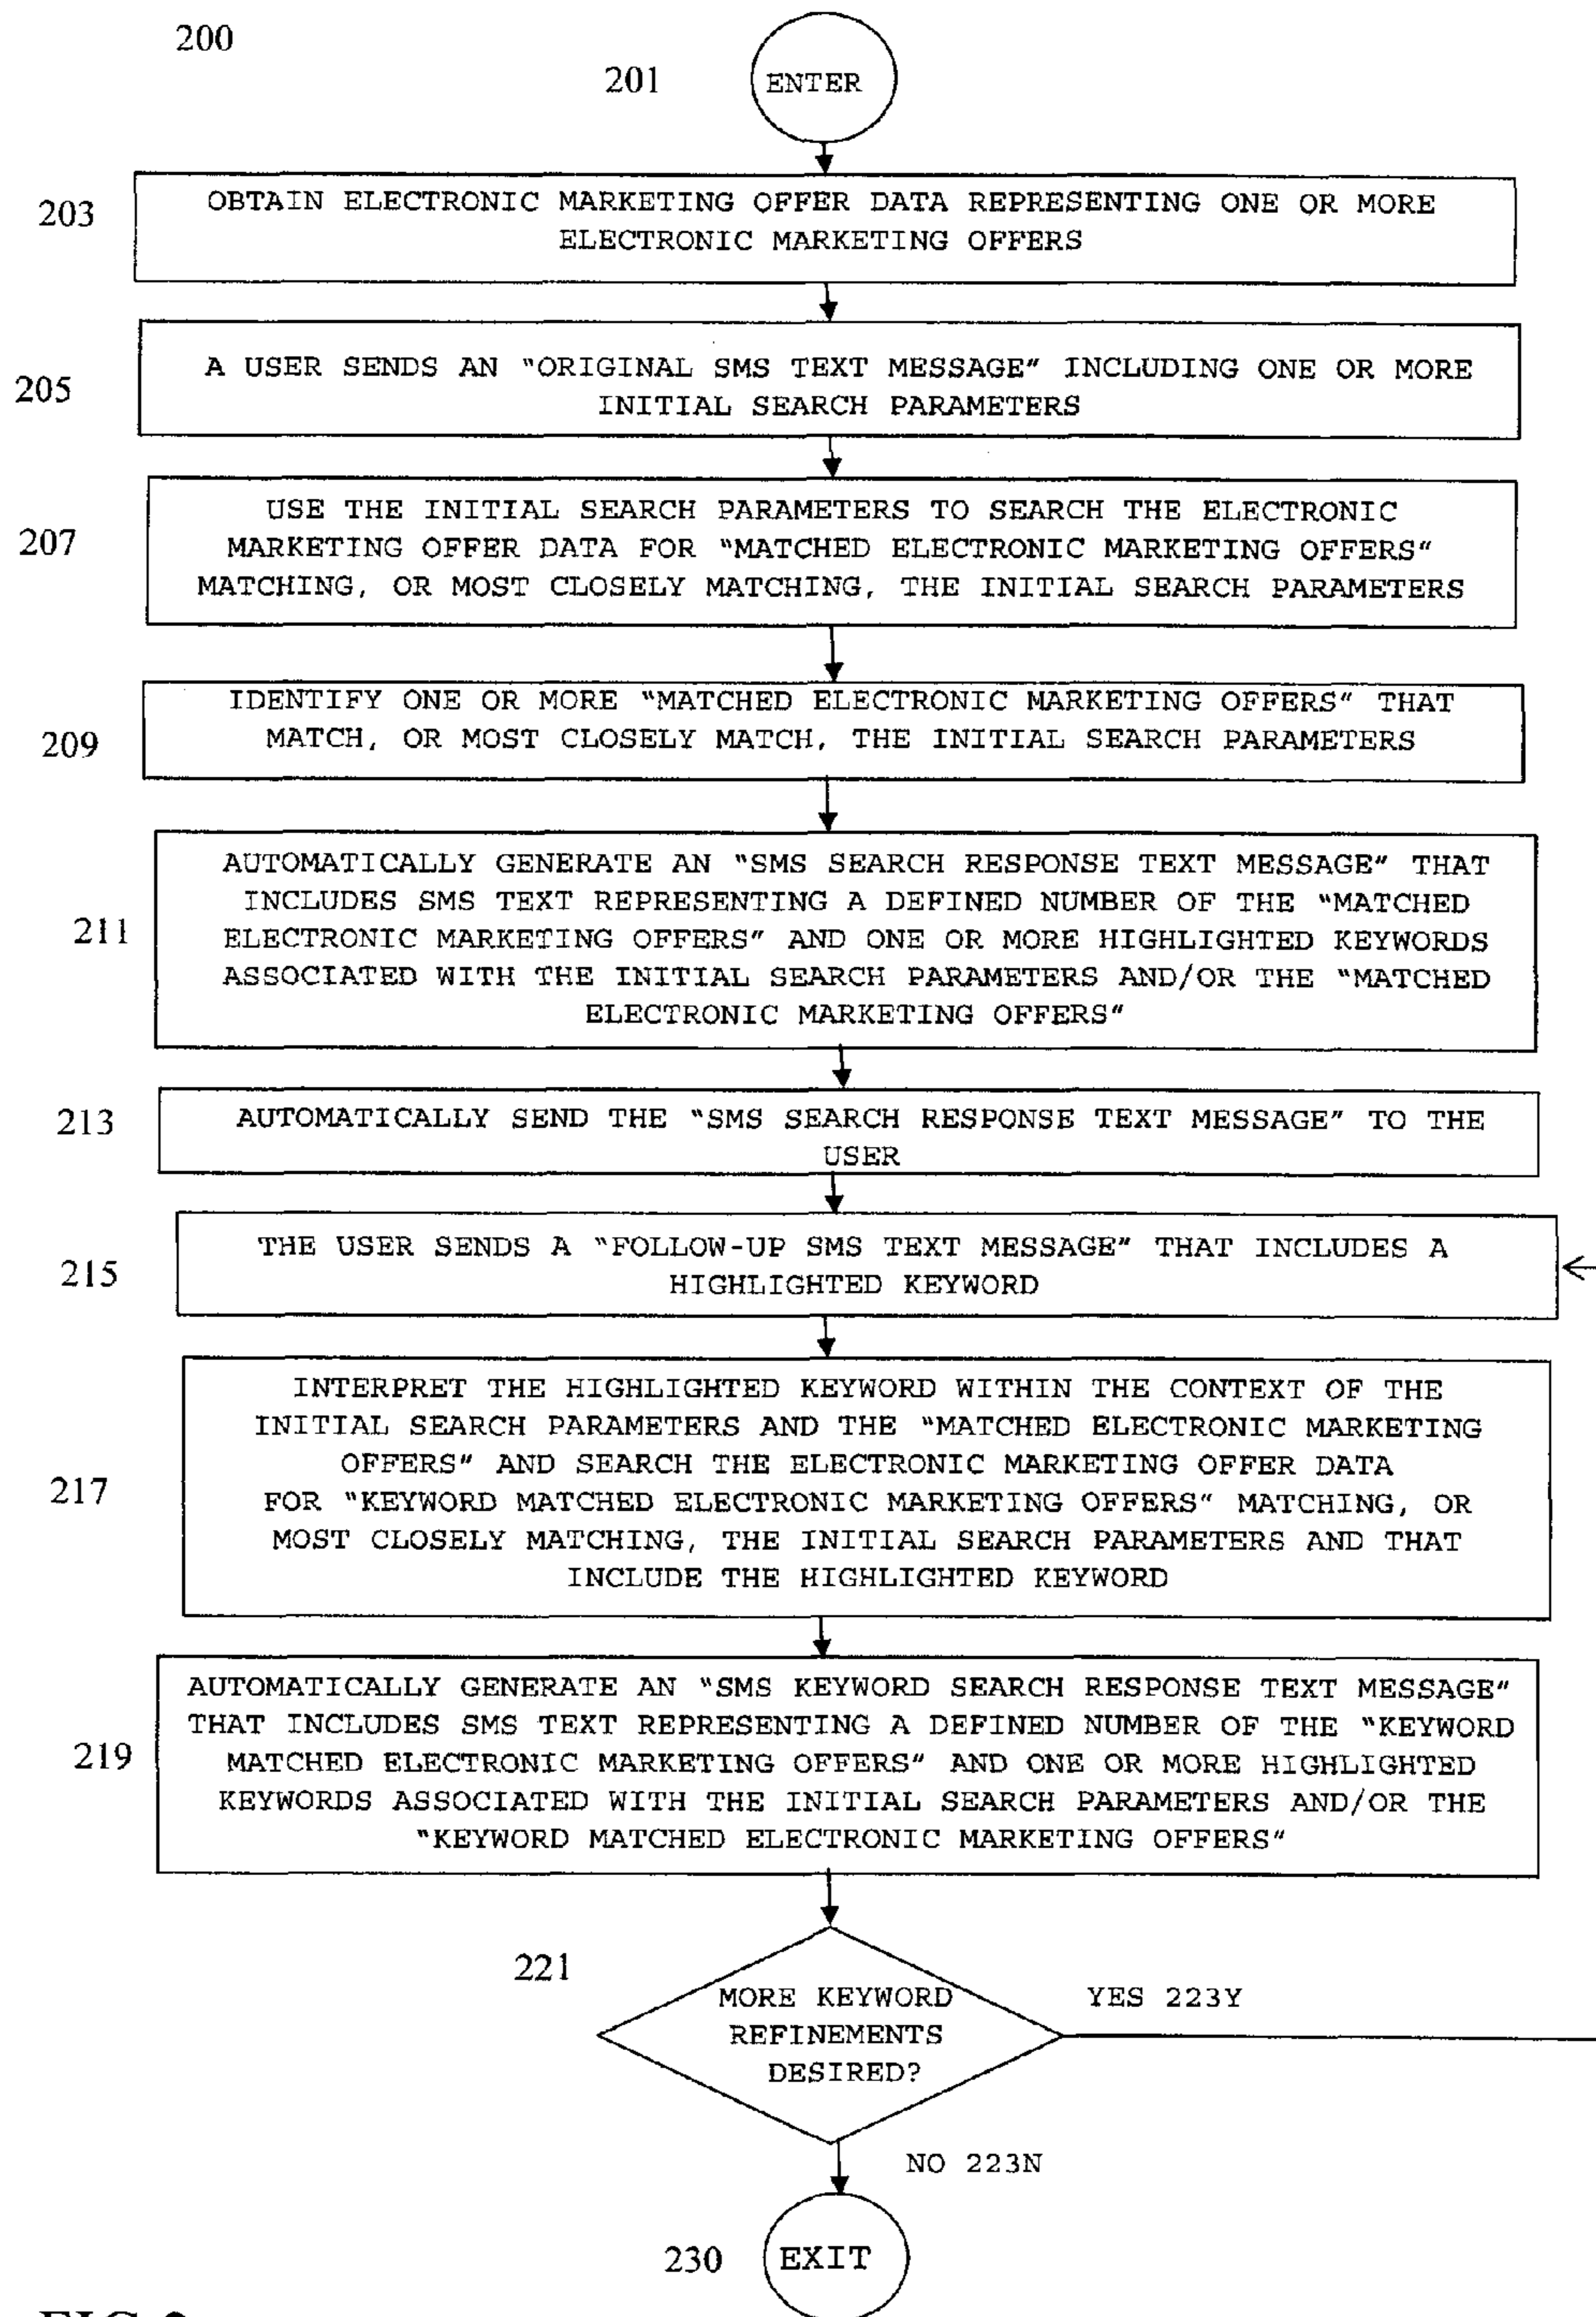 200
201 ENTER
203 OBTAIN ELECTRONIC MARKETING OFFER DATA REPRESENTING ONE OR MORE
ELECTRONIC MARKETING OFFERS
205 A USER SENDS AN "ORIGINAL SMS TEXT MESSAGE" INCLUDING ONE OR MORE
INITIAL SEARCH PARAMETERS
207 USE THE INITIAL SEARCH PARAMETERS TO SEARCH THE ELECTRONIC
MARKETING OFFER DATA FOR "MATCHED ELECTRONIC MARKETING OFFERS"
MATCHING, OR MOST CLOSELY MATCHING, THE INITIAL SEARCH PARAMETERS
209 IDENTIFY ONE OR MORE "MATCHED ELECTRONIC MARKETING OFFERS" THAT
MATCH, OR MOST CLOSELY MATCH, THE INITIAL SEARCH PARAMETERS
211 AUTOMATICALLY GENERATE AN "SMS SEARCH RESPONSE TEXT MESSAGE" THAT
INCLUDES SMS TEXT REPRESENTING A DEFINED NUMBER OF THE "MATCHED
ELECTRONIC MARKETING OFFERS" AND ONE OR MORE HIGHLIGHTED KEYWORDS
ASSOCIATED WITH THE INITIAL SEARCH PARAMETERS AND/OR THE "MATCHED
ELECTRONIC MARKETING OFFERS"
213 AUTOMATICALLY SEND THE "SMS SEARCH RESPONSE TEXT MESSAGE" TO THE
USER
215 THE USER SENDS A "FOLLOW-UP SMS TEXT MESSAGE" THAT INCLUDES A
HIGHLIGHTED KEYWORD
217 INTERPRET THE HIGHLIGHTED KEYWORD WITHIN THE CONTEXT OF THE
INITIAL SEARCH PARAMETERS AND THE "MATCHED ELECTRONIC MARKETING
OFFERS" AND SEARCH THE ELECTRONIC MARKETING OFFER DATA
FOR "KEYWORD MATCHED ELECTRONIC MARKETING OFFERS" MATCHING, OR
MOST CLOSELY MATCHING, THE INITIAL SEARCH PARAMETERS AND THAT
INCLUDE THE HIGHLIGHTED KEYWORD
219 AUTOMATICALLY GENERATE AN "SMS KEYWORD SEARCH RESPONSE TEXT MESSAGE"
THAT INCLUDES SMS TEXT REPRESENTING A DEFINED NUMBER OF THE "KEYWORD
MATCHED ELECTRONIC MARKETING OFFERS" AND ONE OR MORE HIGHLIGHTED
KEYWORDS ASSOCIATED WITH THE INITIAL SEARCH PARAMETERS AND/OR THE
"KEYWORD MATCHED ELECTRONIC MARKETING OFFERS"
221
MORE KEYWORD
REFINEMENTS
DESIRED?
YES 223Y
NO 223N
230 EXIT